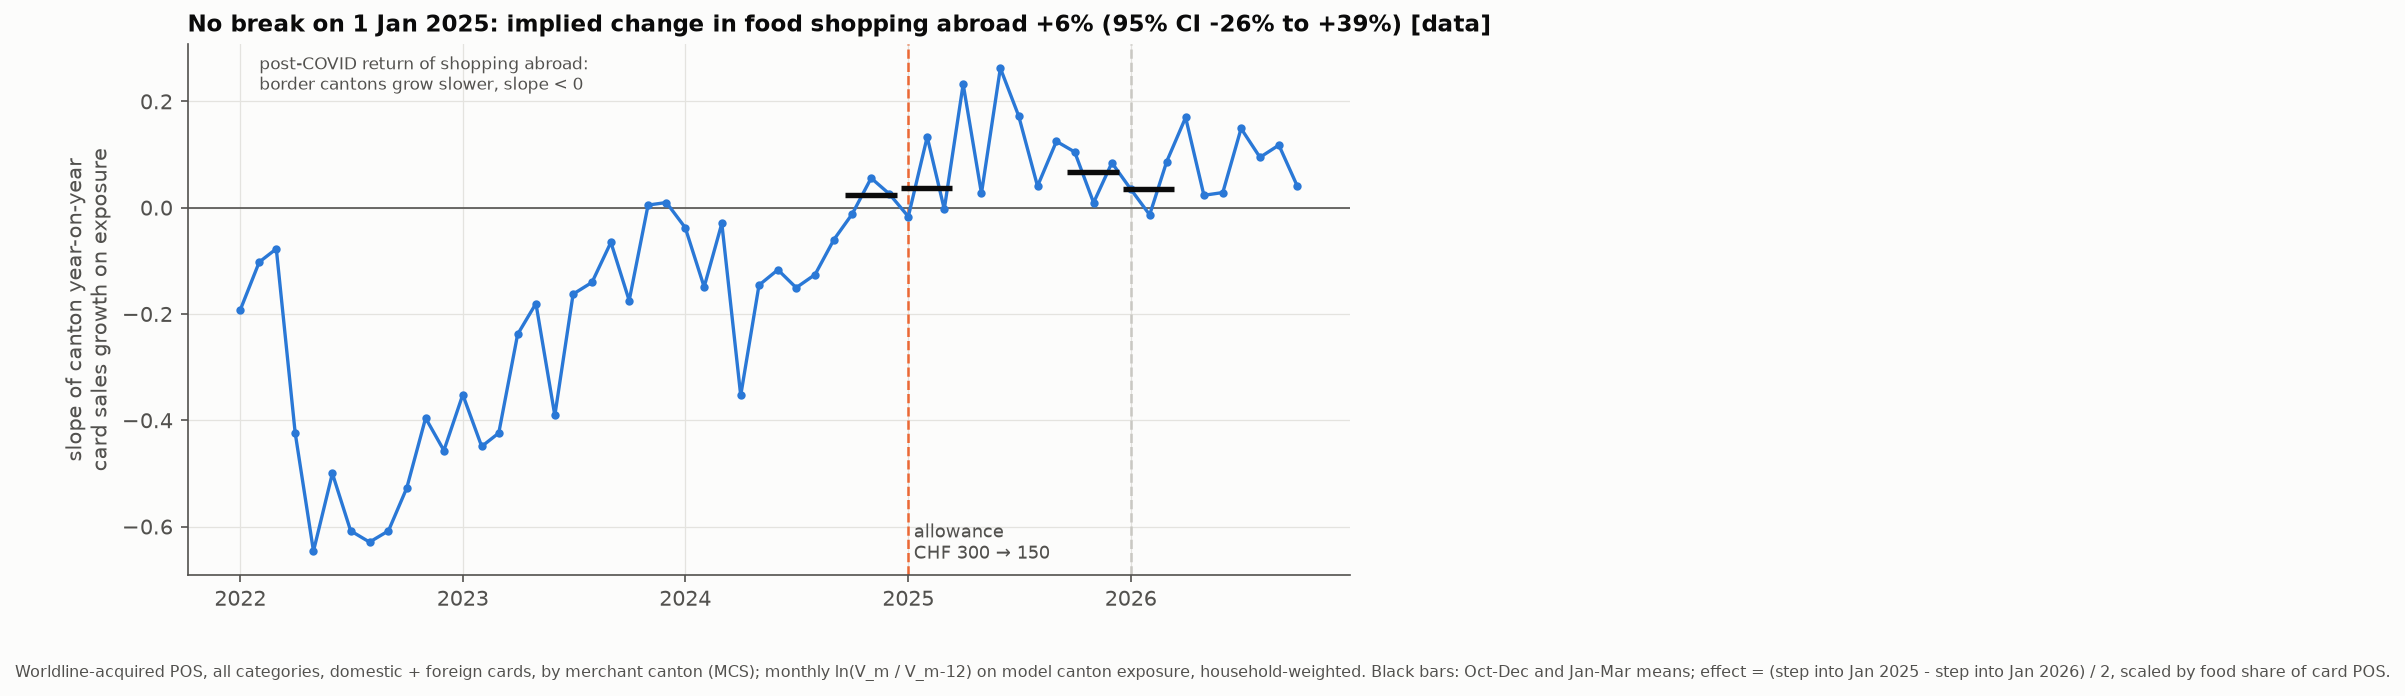 No break on 1 Jan 2025: implied change in food shopping abroad +6% (95% CI -26% to +39%) [data]
post-COVID return of shopping abroad:
border cantons grow slower, slope < 0
slope of canton year-on-year
card sales growth on exposure
0.2
0.0
−0.2
−0.4
−0.6
allowance
CHF 300 → 150
2022
2023
2024
2025
2026
Worldline-acquired POS, all categories, domestic + foreign cards, by merchant canton (MCS); monthly ln(V_m / V_m-12) on model canton exposure, household-weighted. Black bars: Oct-Dec and Jan-Mar means; effect = (step into Jan 2025 - step into Jan 2026) / 2, scaled by food share of card POS.